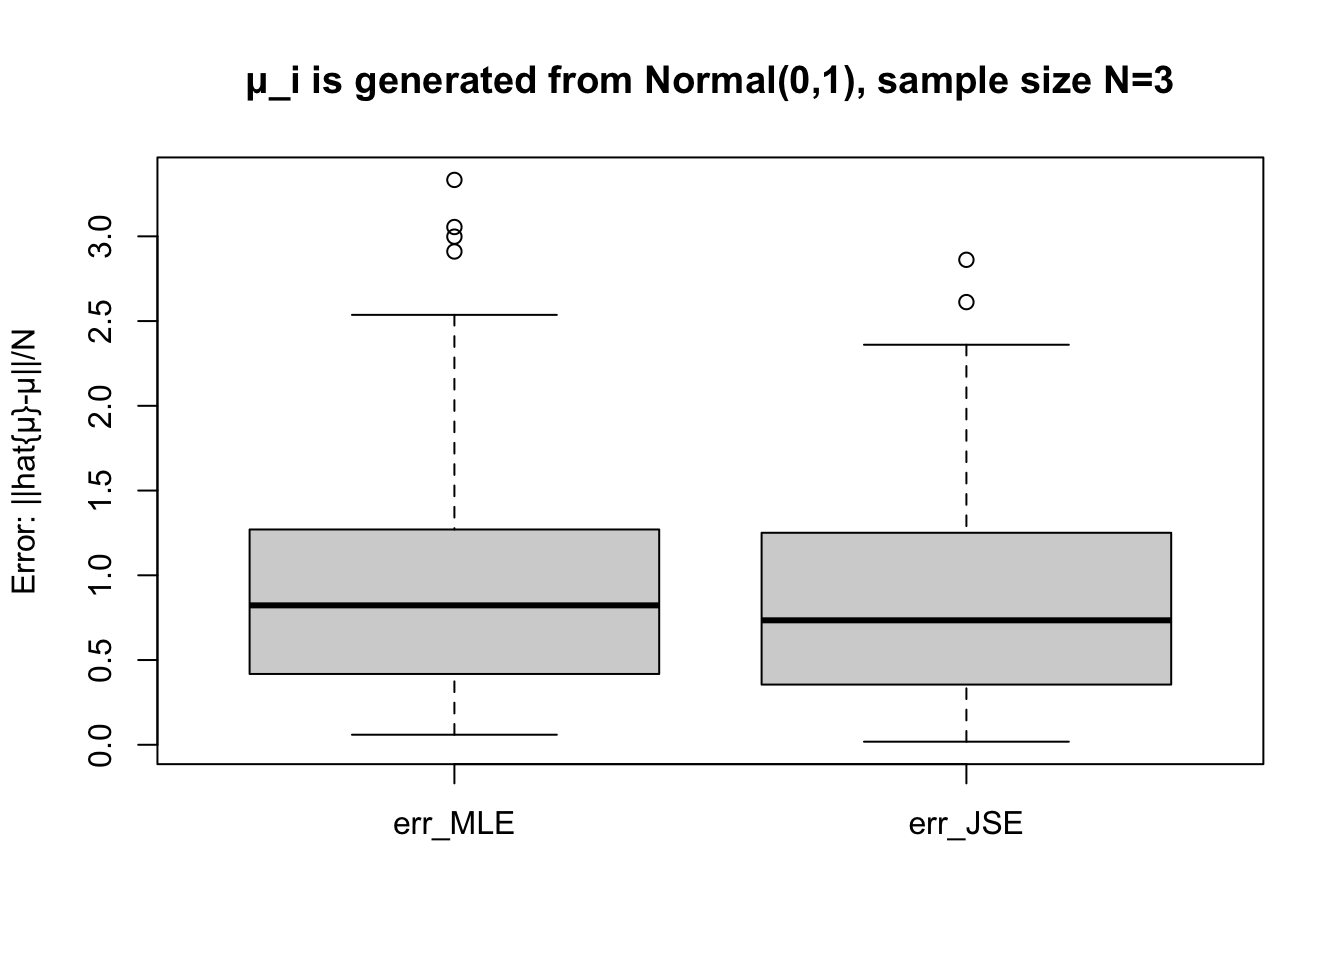 µ_i is generated from Normal(0,1), sample size N=3
Error: ||hat{µ}-µ||/N
3.0
2.5
2.0
1.5
1.0
0.5
0.0
err_MLE
err_JSE